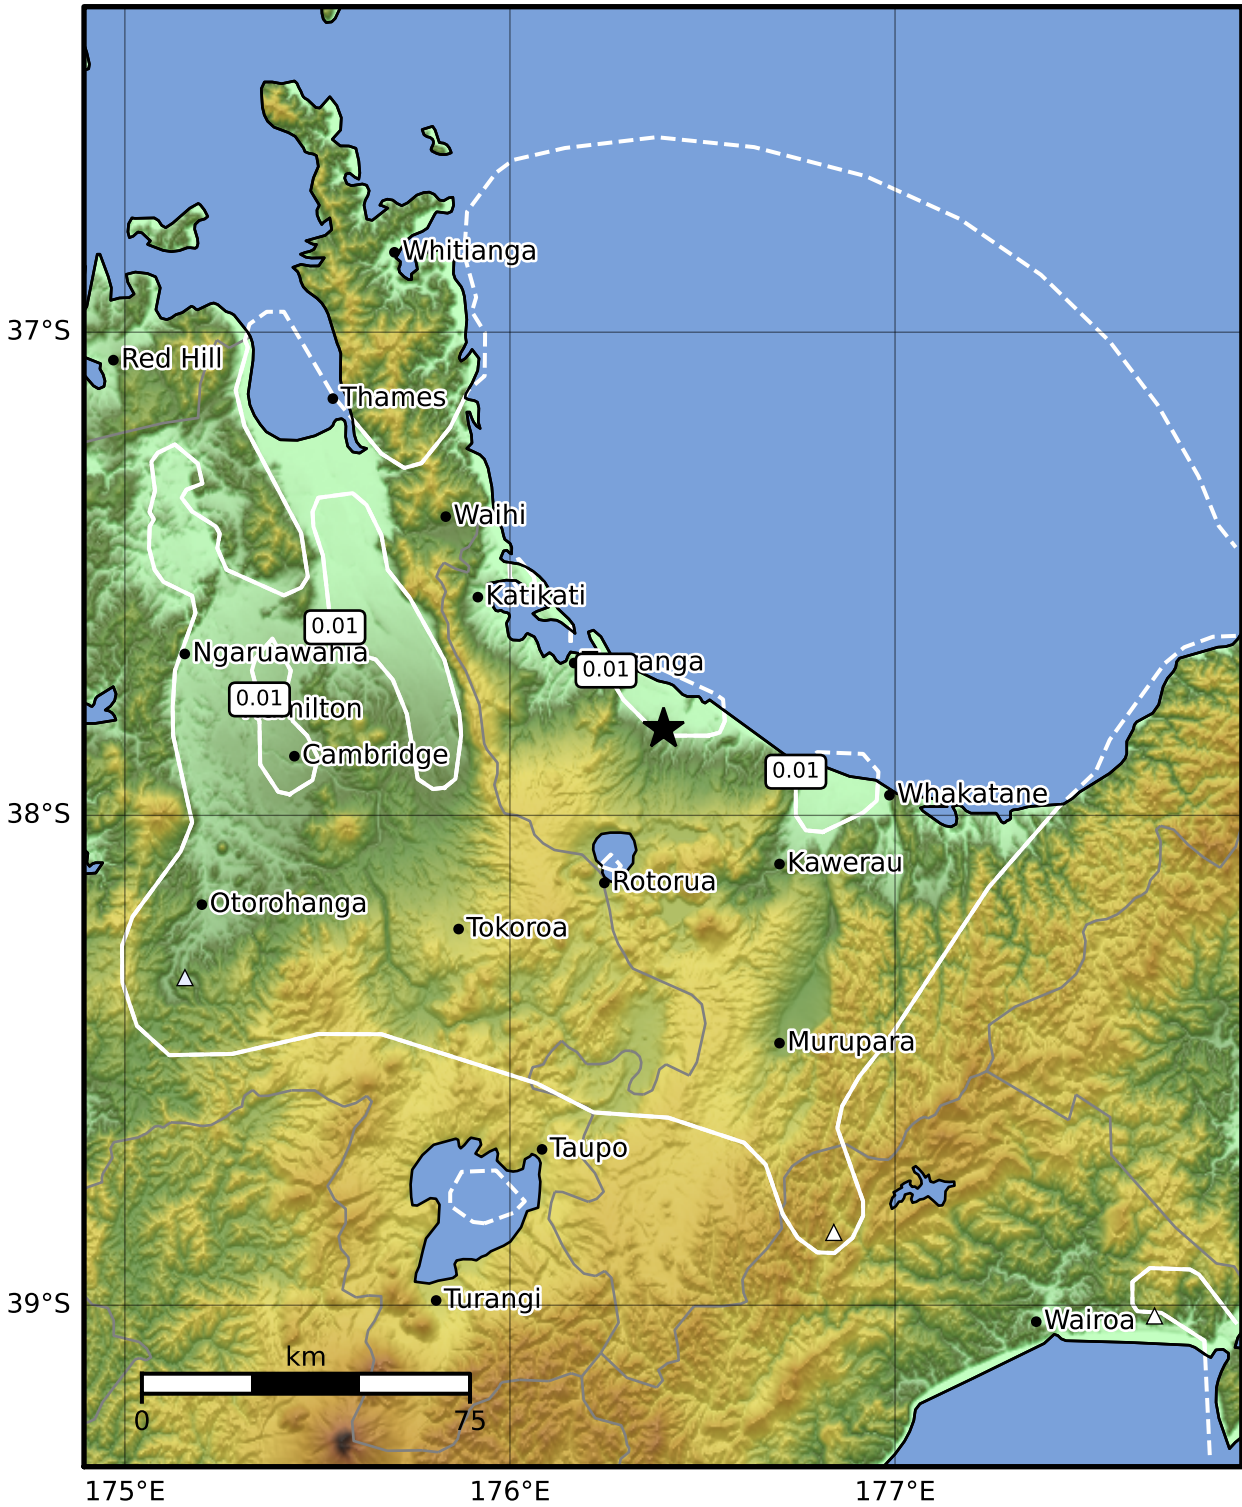 Whitianga
37°S
Red Hill
Thames
Waihi
Katikati
0.01
Ngaruawahia
0.01
0.01
Cambridge
0.01
Whakatane
38°S
Kawerau
Rotorua
Otorohanga
Tokoroa
Murupara
Taupo
39°S
Turangi
Wairoa
km
0
75
175°E
176°E
177°E